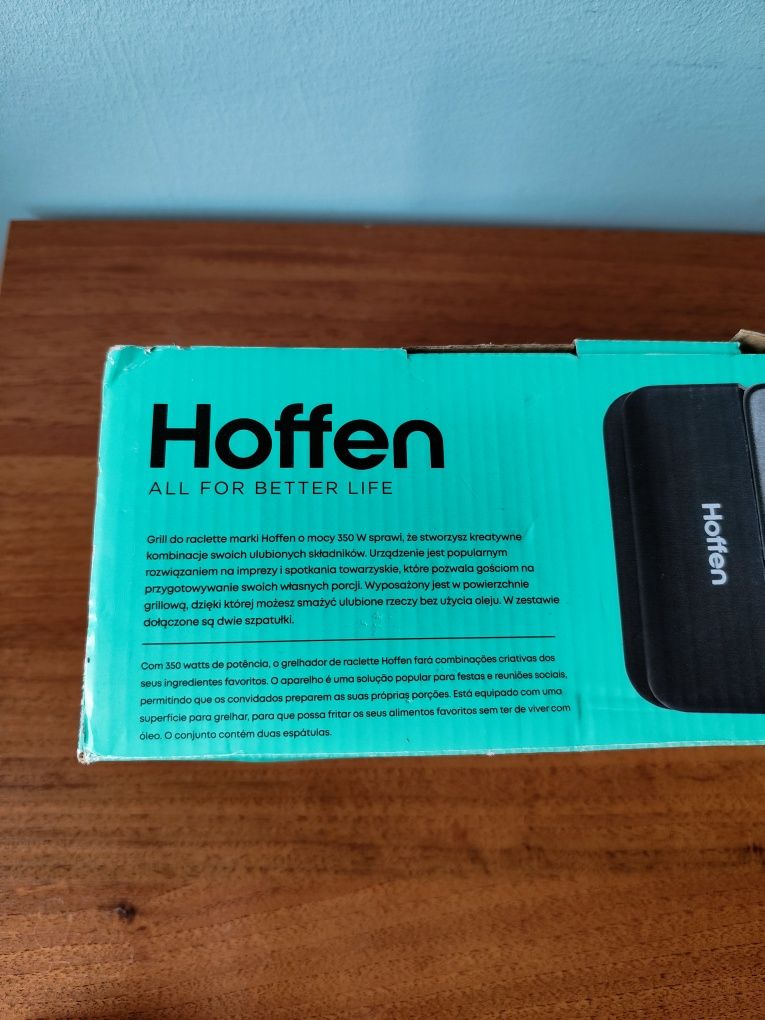 Hoffen
ALL FOR BETTER LIFE
Grill do raclette marki Hoffen o mocy 350 W sprawi, że stworzysz kreatywne
kombinacje swoich ulubionych składników. Urządzenie jest popularnym
rozwiązaniem na imprezy i spotkania towarzyskie, które pozwala gościom na
przygotowywanie swoich własnych porcji. Wyposażony jest w powierzchnie
grillową, dzięki której możesz smażyć ulubione rzeczy bez użycia oleju. W zestawie
dołączone są dwie szpatułki.
Com 350 watts de potência, o grelhador de raclette Hoffen fará combinações criativas dos
seus ingredientes favoritos. O aparelho é uma solução popular para festas e reuniões sociais,
permitindo que os convidados preparem as suas próprias porções. Está equipado com uma
superfície para grelhar, para que possa fritar os seus alimentos favoritos sem ter de viver com
óleo. O conjunto contém duas espátulas.
Hoffen